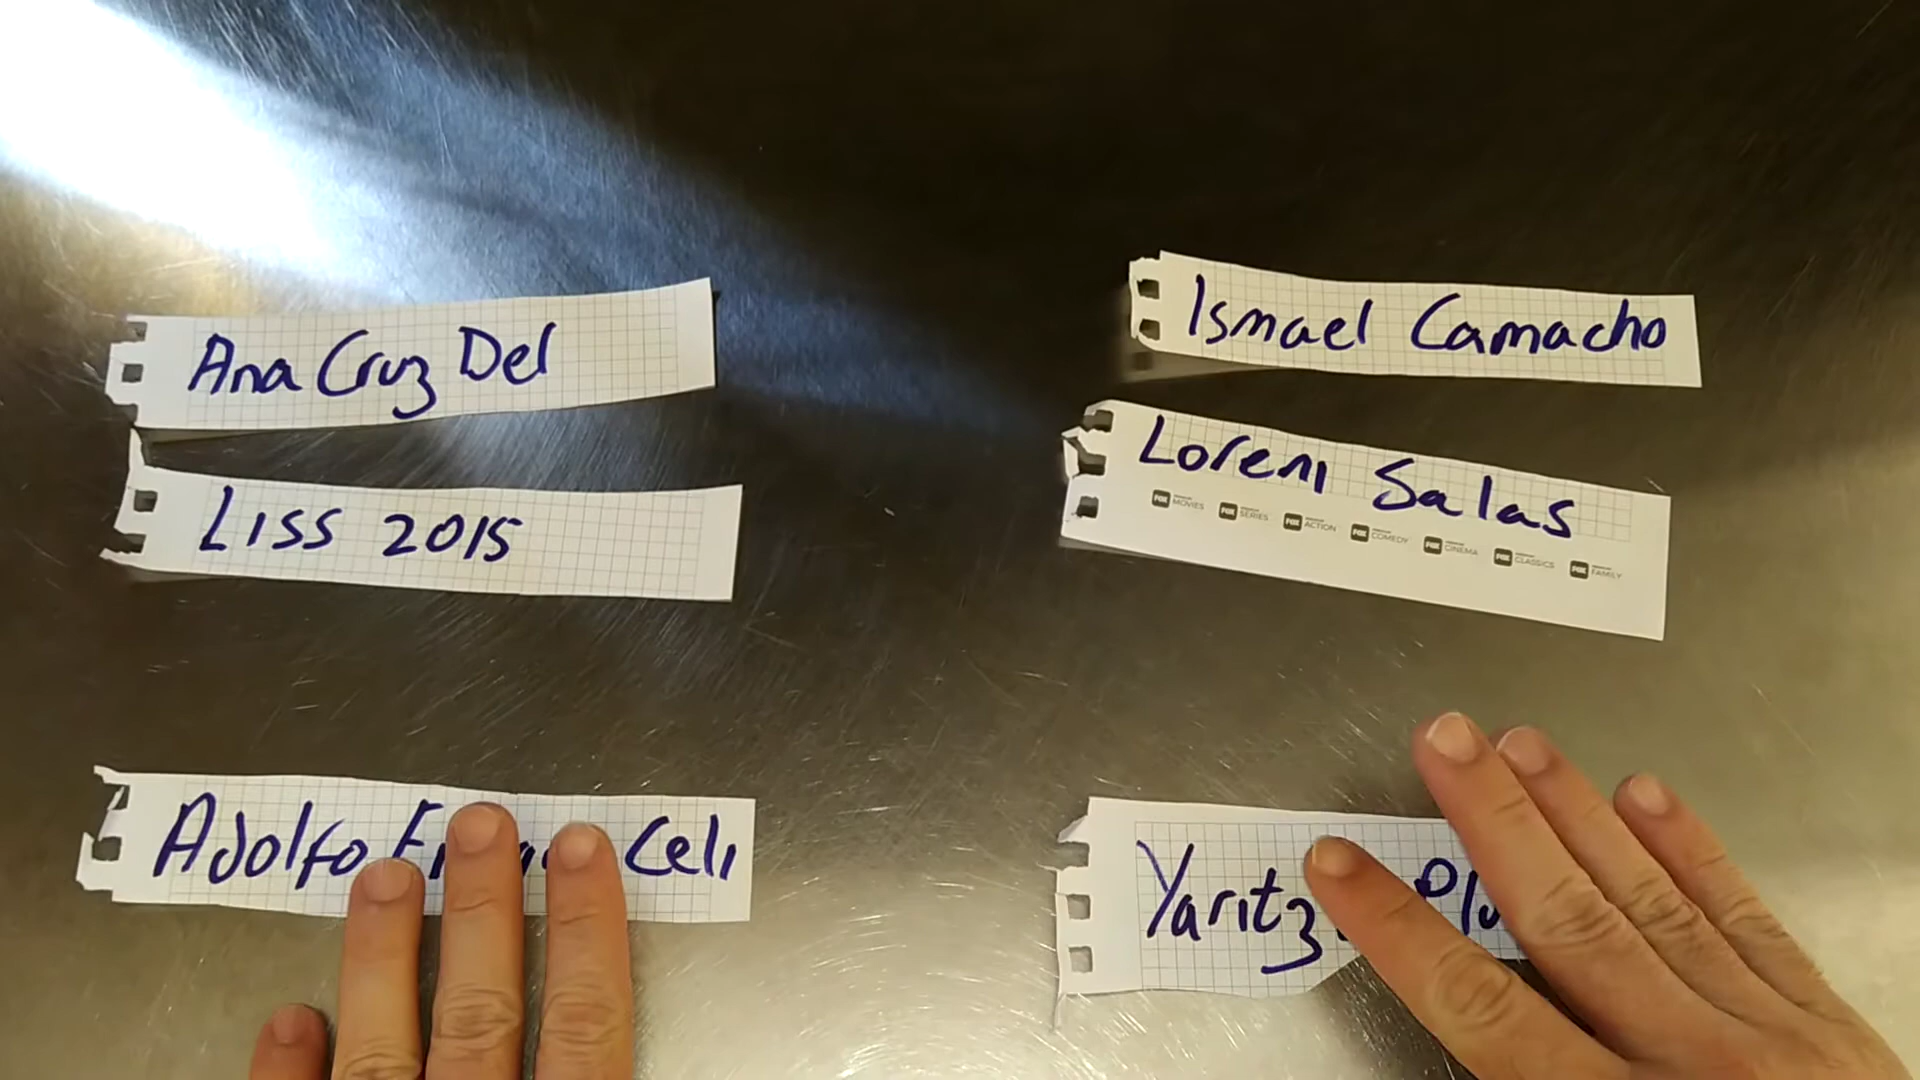 Ana Cruz Del
Liss 2015
Adolfo Celi
Ismael Camacho
Loreni Salas
FOX MOVIES FOX SERIES FOX ACTION FOX COMEDY FOX CINEMA FOX CLASSICS FOX FAMILY